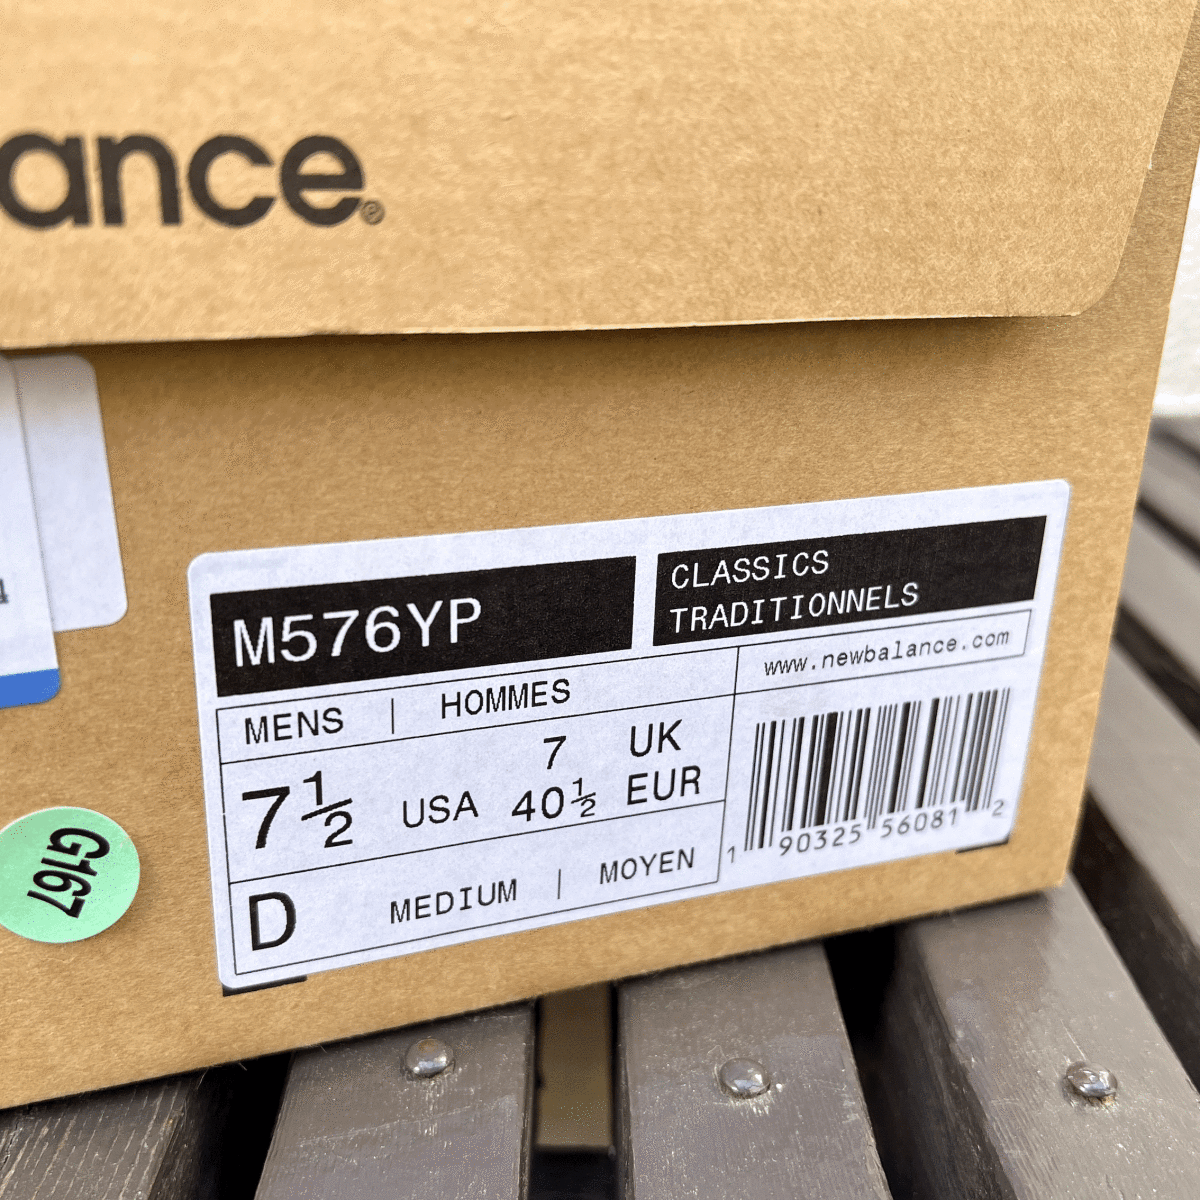 ance®
M576YP
CLASSICS
TRADITIONNELS
www.newbalance.com
MENS | HOMMES
7½ USA
7 UK
40½ EUR
D MEDIUM | MOYEN
1 90325 56081 2
G167